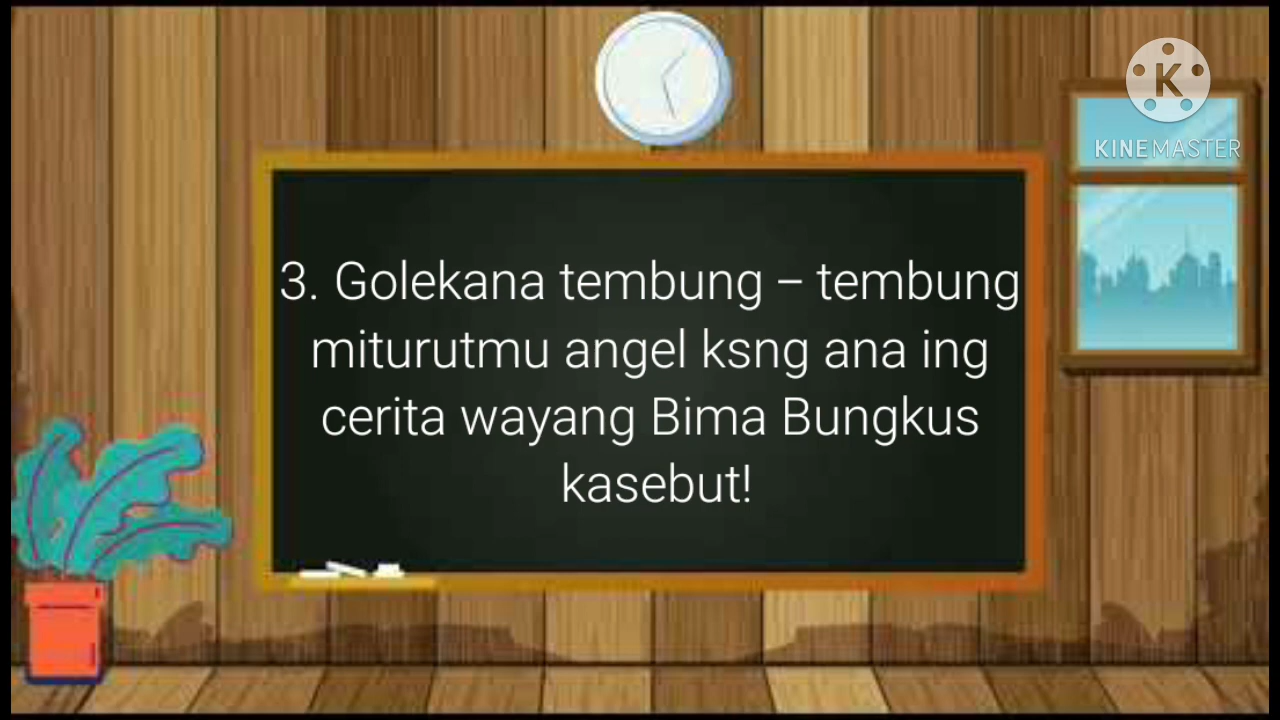 K
KINEMASTER
3. Golekana tembung – tembung
miturutmu angel ksng ana ing
cerita wayang Bima Bungkus
kasebut!